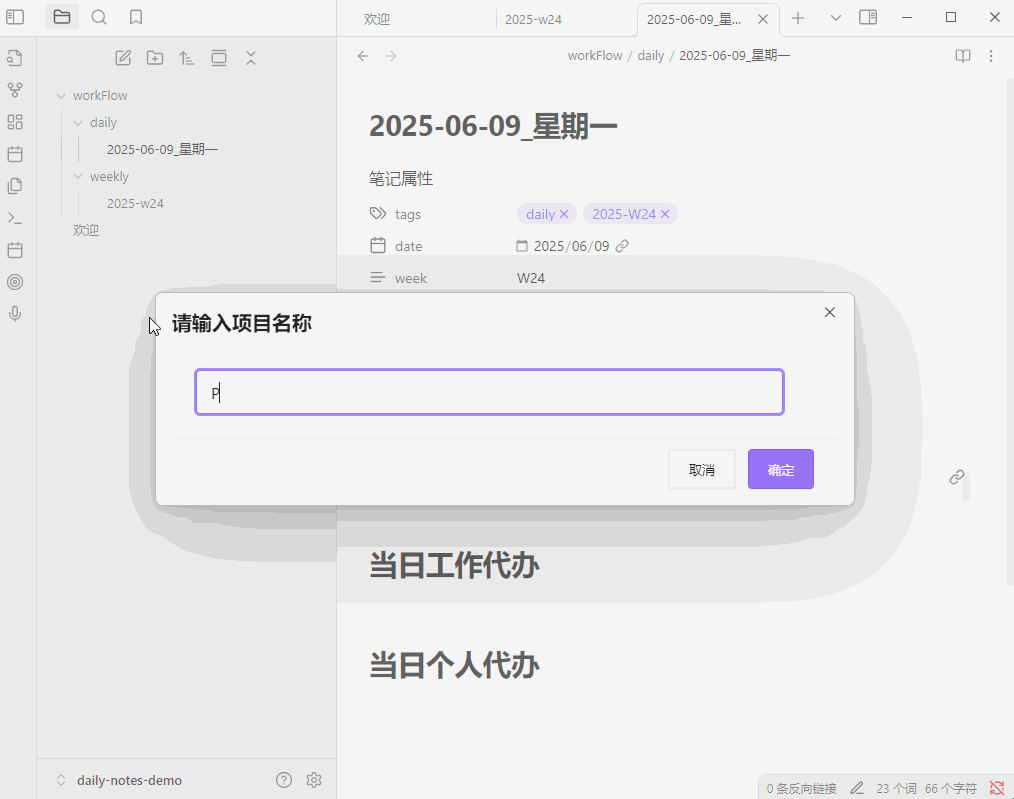 欢迎
2025-w24
2025-06-09_星...
workFlow / daily / 2025-06-09_星期一
workFlow
daily
2025-06-09_星期一
weekly
2025-w24
欢迎
2025-06-09_星期一
笔记属性
tags daily 2025-W24
date 2025/06/09
week W24
请输入项目名称
P
取消 确定
当日工作代办
当日个人代办
daily-notes-demo
0 条反向链接 23 个词 66 个字符